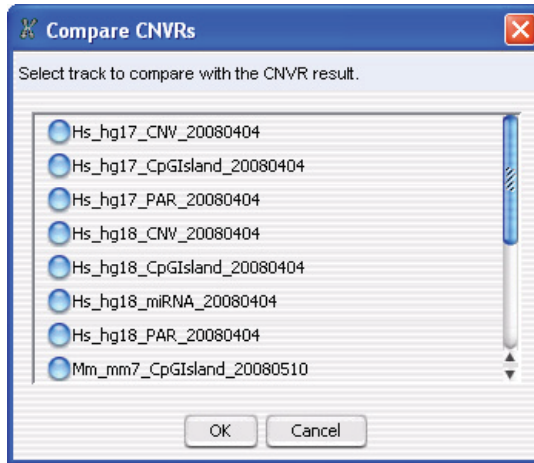 Compare CNVRs
Select track to compare with the CNVR result.
Hs_hg17_CNV_20080404
Hs_hg17_CpGIsland_20080404
Hs_hg17_PAR_20080404
Hs_hg18_CNV_20080404
Hs_hg18_CpGIsland_20080404
Hs_hg18_miRNA_20080404
Hs_hg18_PAR_20080404
Mm_mm7_CpGIsland_20080510
OK Cancel